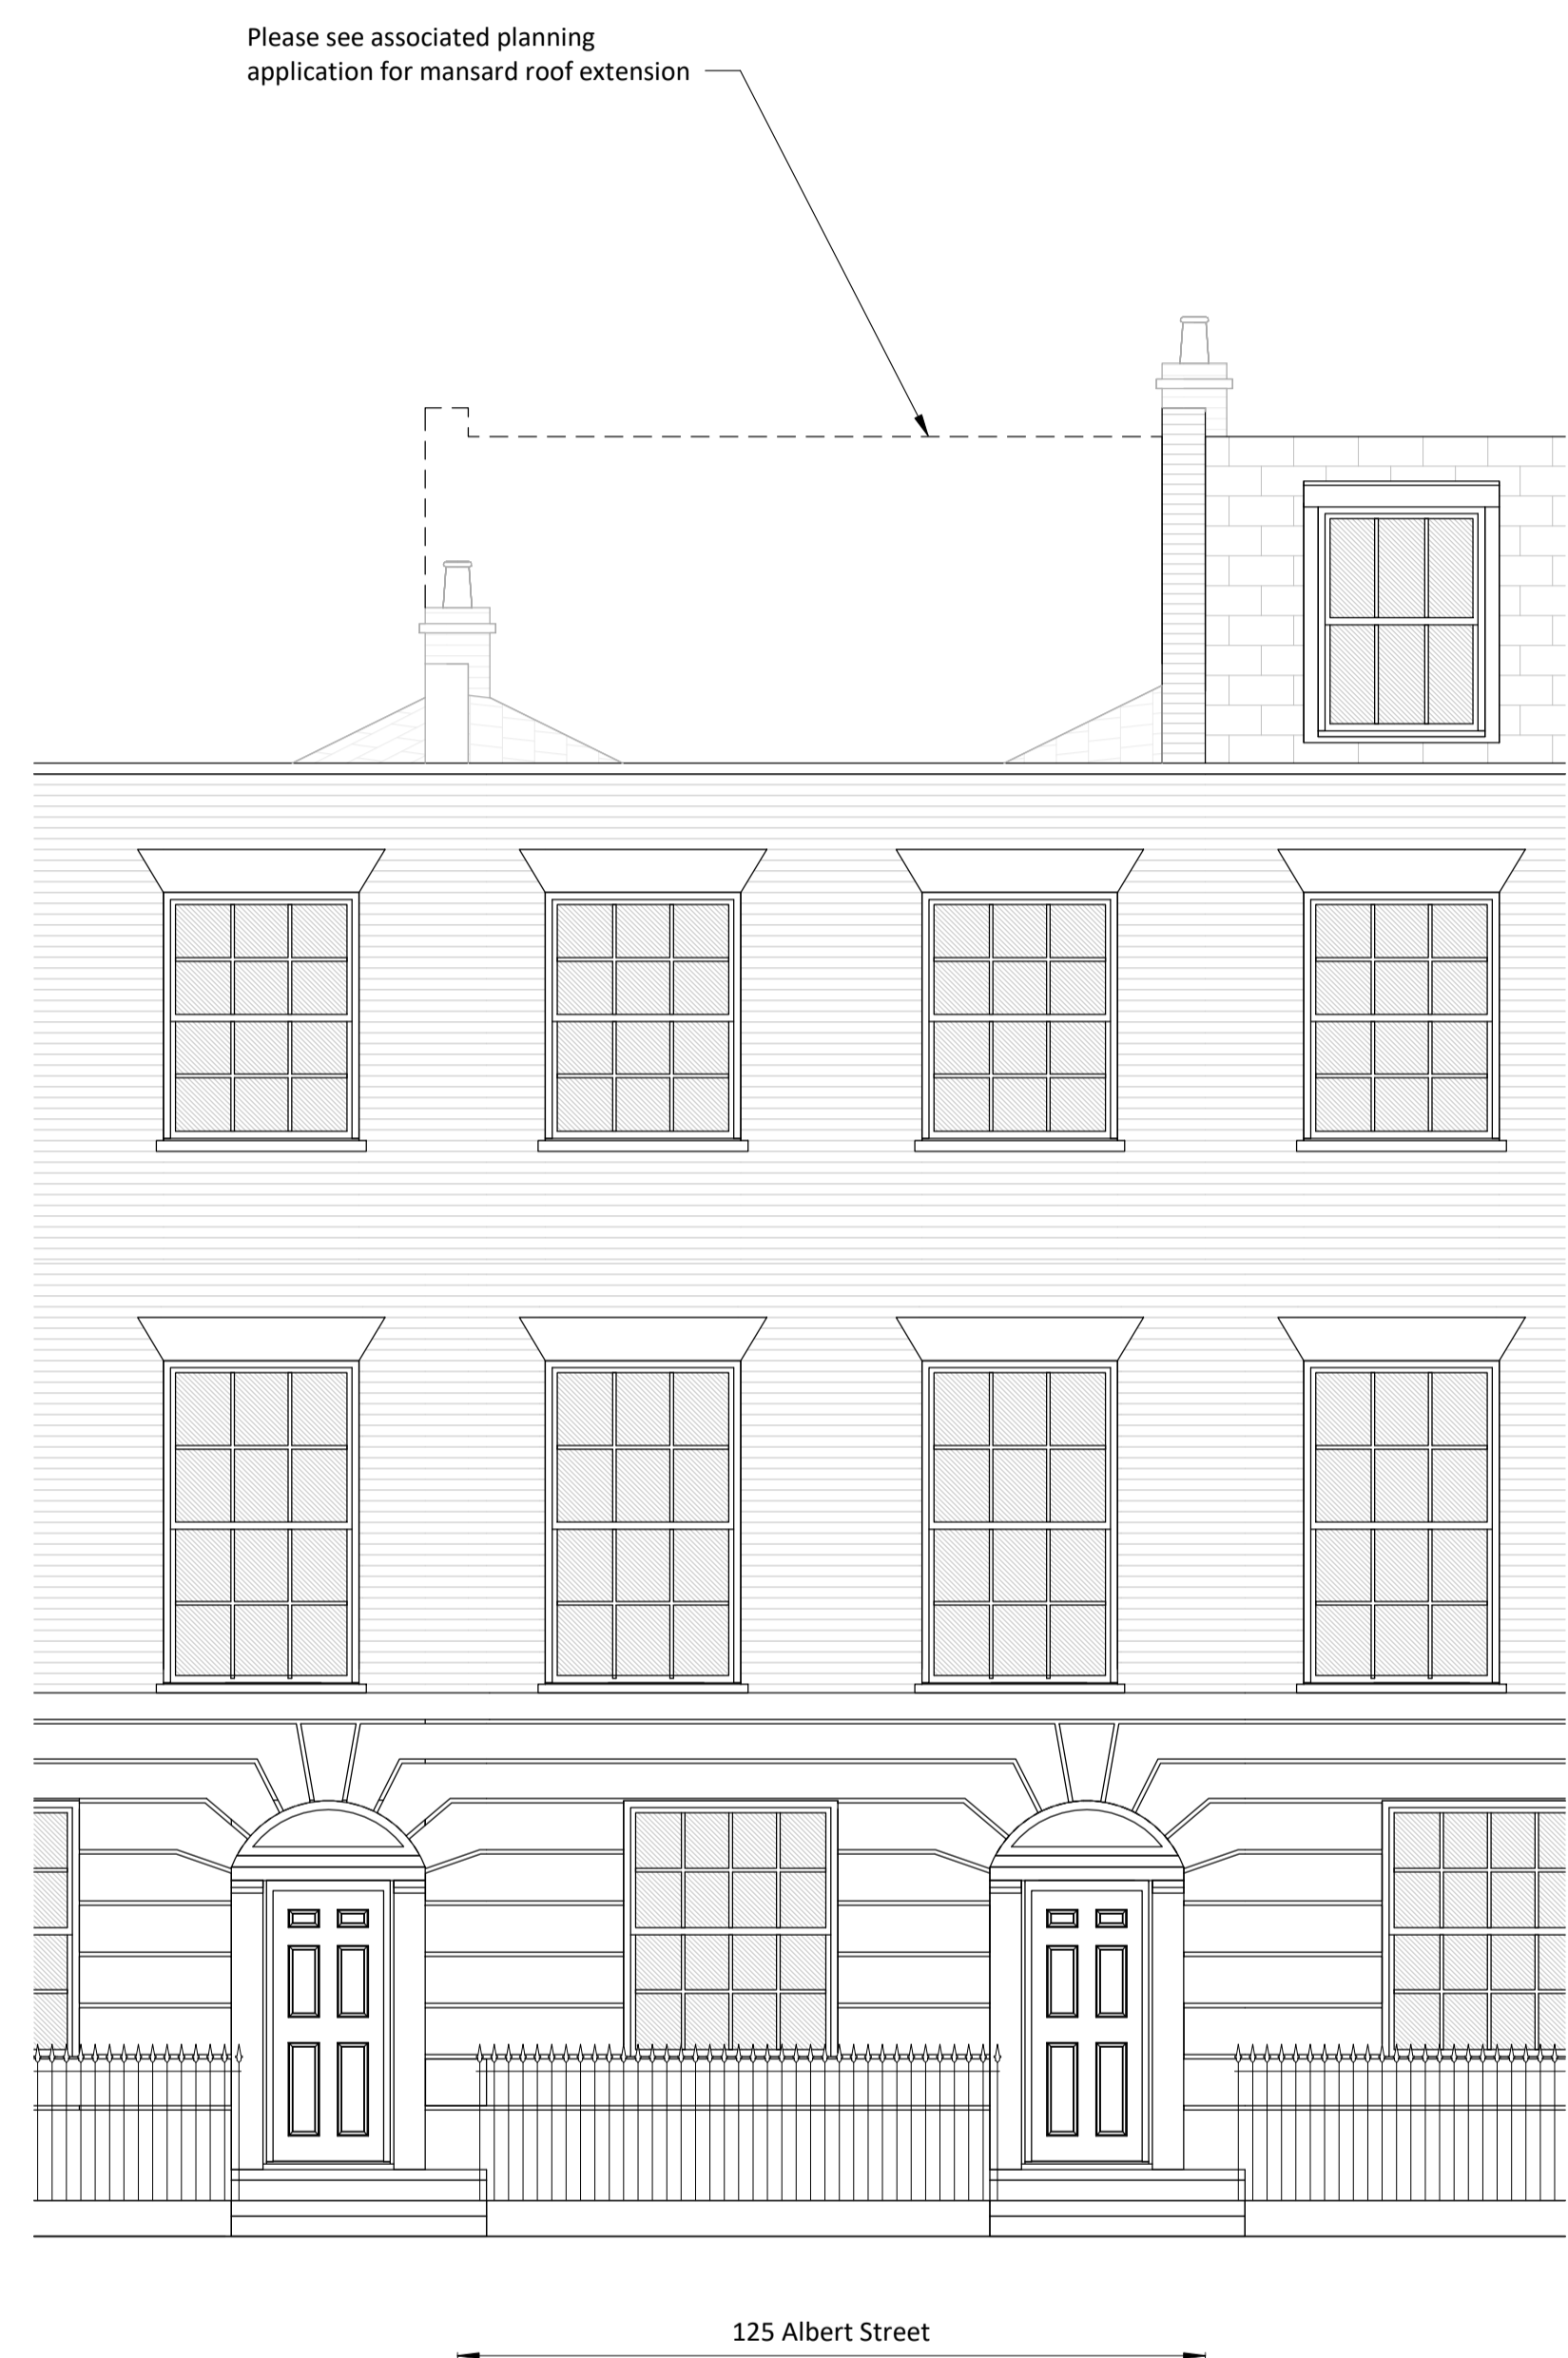 Please see associated planning
application for mansard roof extension
125 Albert Street